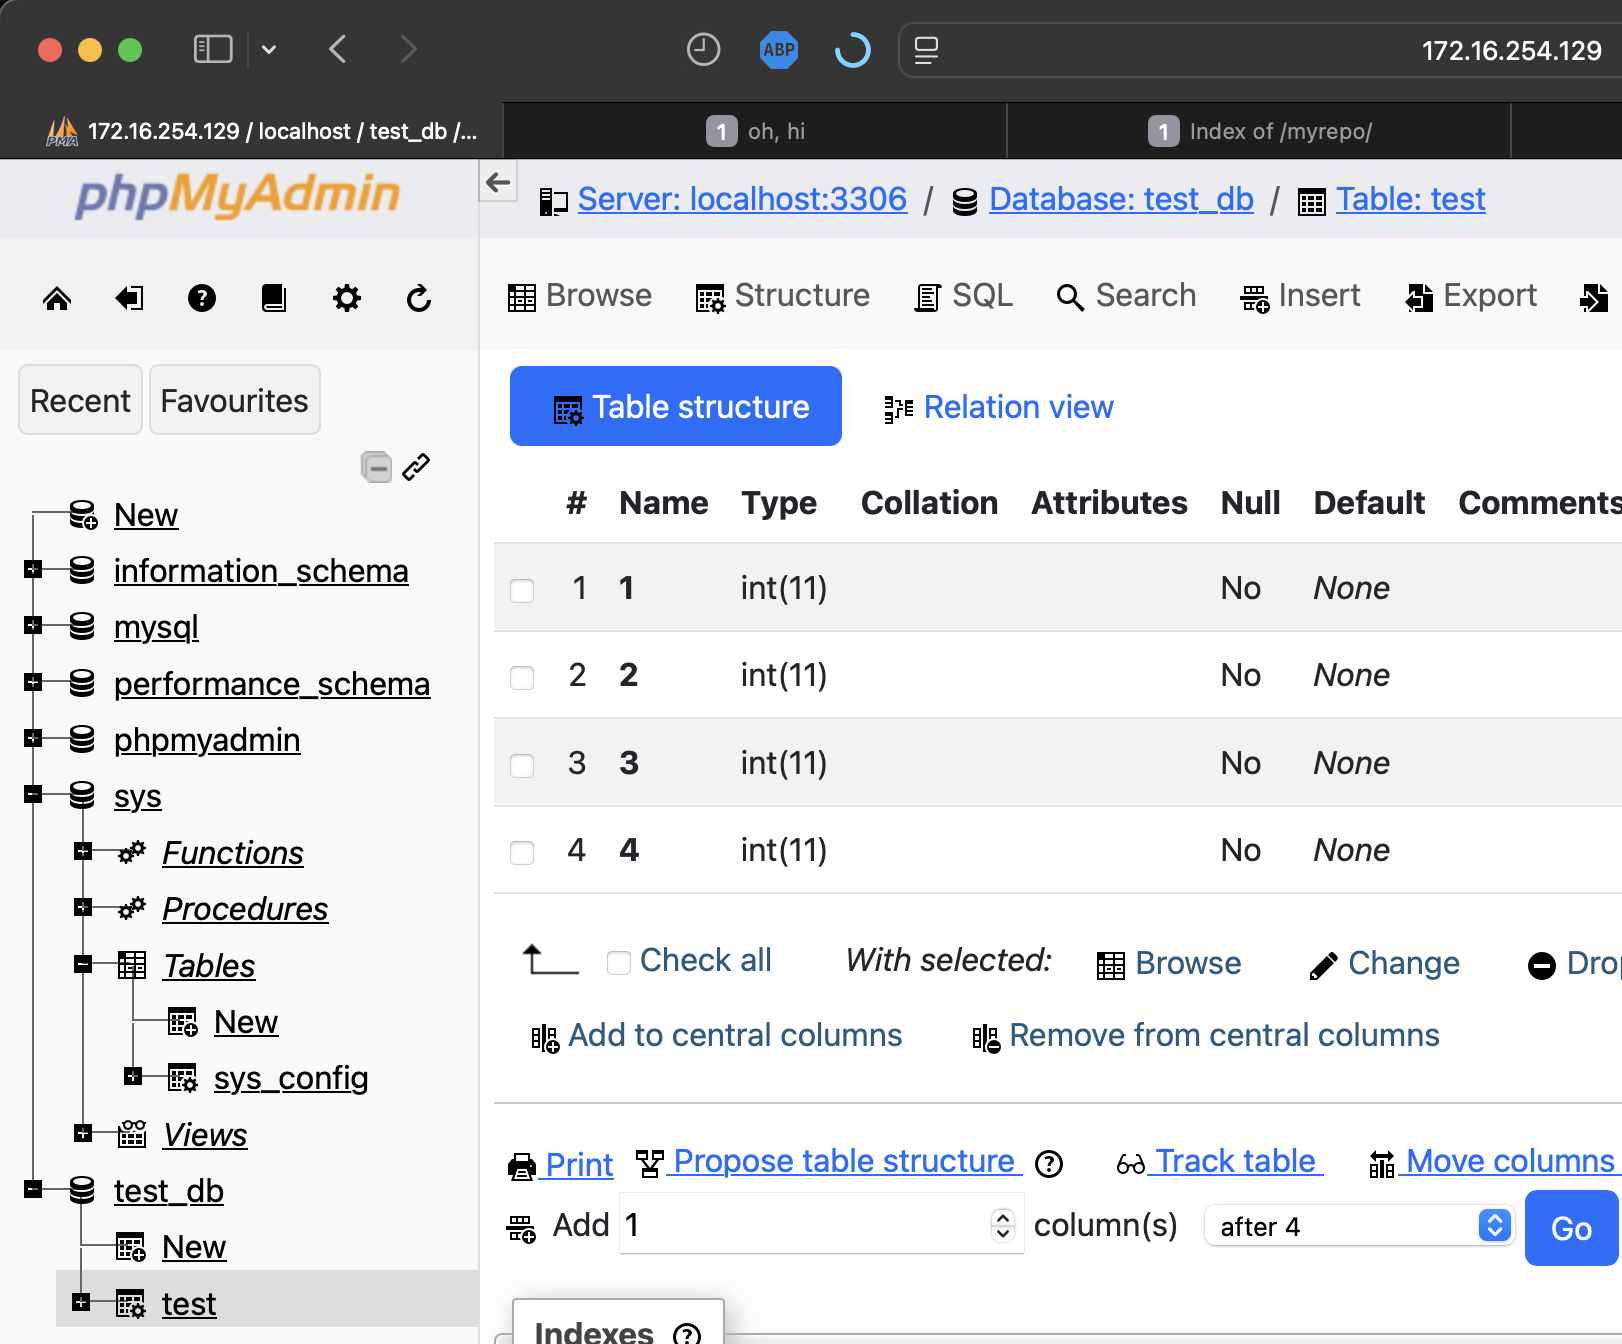 ABP
172.16.254.129
PMA
172.16.254.129 / localhost / test_db /...
1 oh, hi
1 Index of /myrepo/
phpMyAdmin
Server: localhost:3306 / Database: test_db / Table: test
Browse Structure SQL Search Insert Export
Recent Favourites
Table structure Relation view
New
information_schema
mysql
performance_schema
phpmyadmin
sys
Functions
Procedures
Tables
New
sys_config
Views
test_db
New
test
# Name Type Collation Attributes Null Default Comments
1 1 int(11) No None
2 2 int(11) No None
3 3 int(11) No None
4 4 int(11) No None
Check all With selected: Browse Change Drop
Add to central columns Remove from central columns
Print Propose table structure Track table Move columns
Add 1 column(s) after 4 Go
Indexes